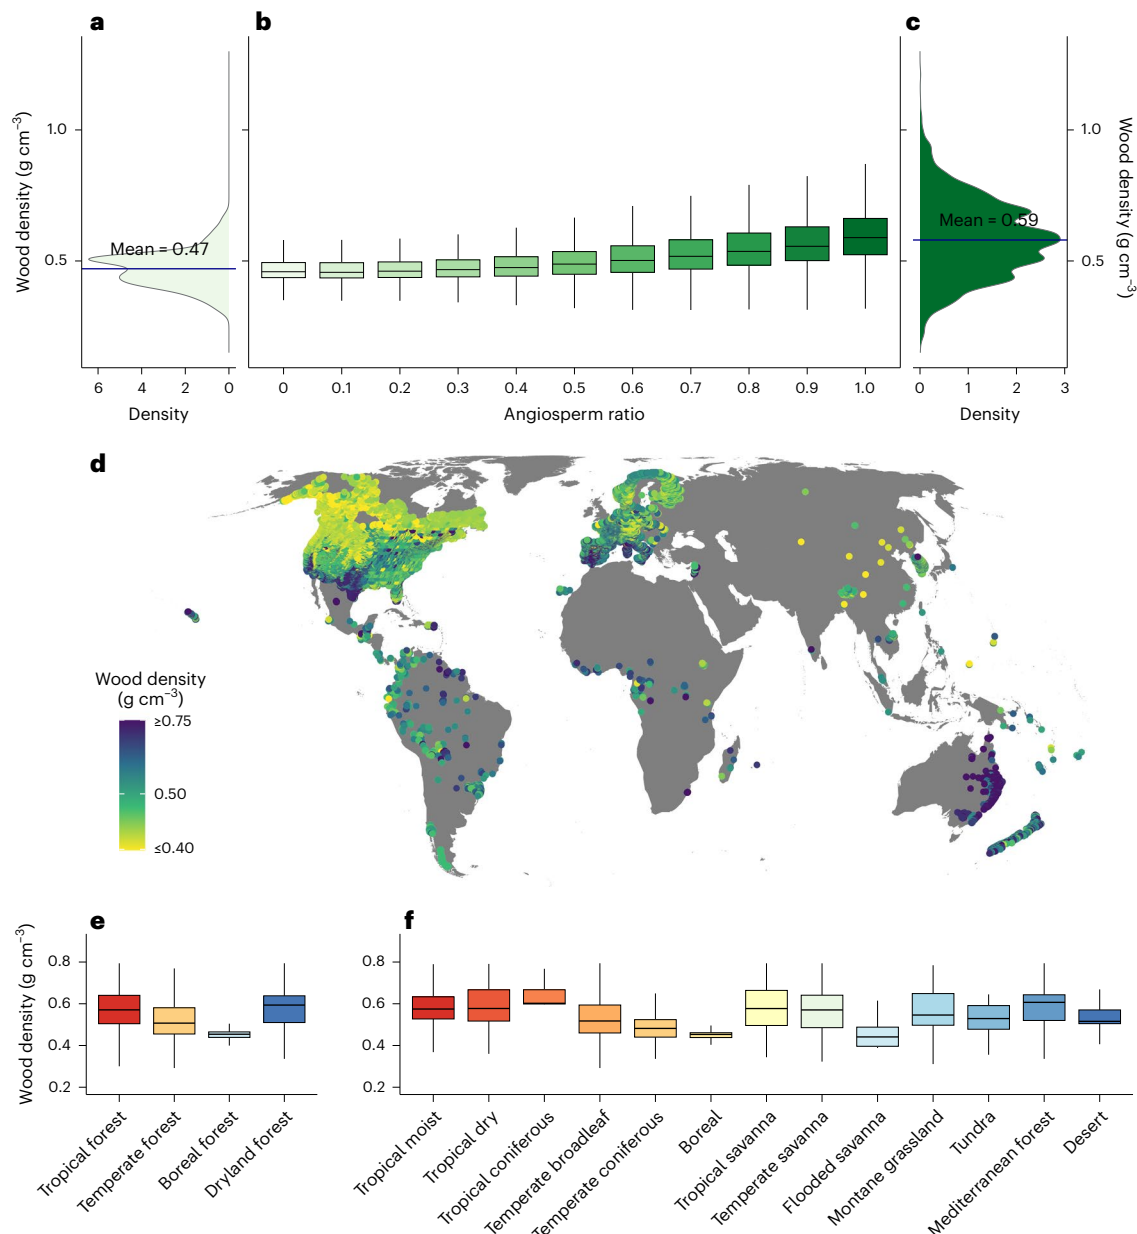 a
b
c
Wood density (g cm⁻³)
1.0
0.5
Mean = 0.47
6 4 2 0
Density
0 0.1 0.2 0.3 0.4 0.5 0.6 0.7 0.8 0.9 1.0
Angiosperm ratio
Mean = 0.59
0 1 2 3
Density
1.0
0.5
Wood density (g cm⁻³)
d
Wood density
(g cm⁻³)
≥0.75
0.50
≤0.40
e
Wood density (g cm⁻³)
0.8
0.6
0.4
0.2
Tropical forest
Temperate forest
Boreal forest
Dryland forest
f
0.8
0.6
0.4
0.2
Tropical moist
Tropical dry
Tropical coniferous
Temperate broadleaf
Temperate coniferous
Boreal
Tropical savanna
Temperate savanna
Flooded savanna
Montane grassland
Tundra
Mediterranean forest
Desert